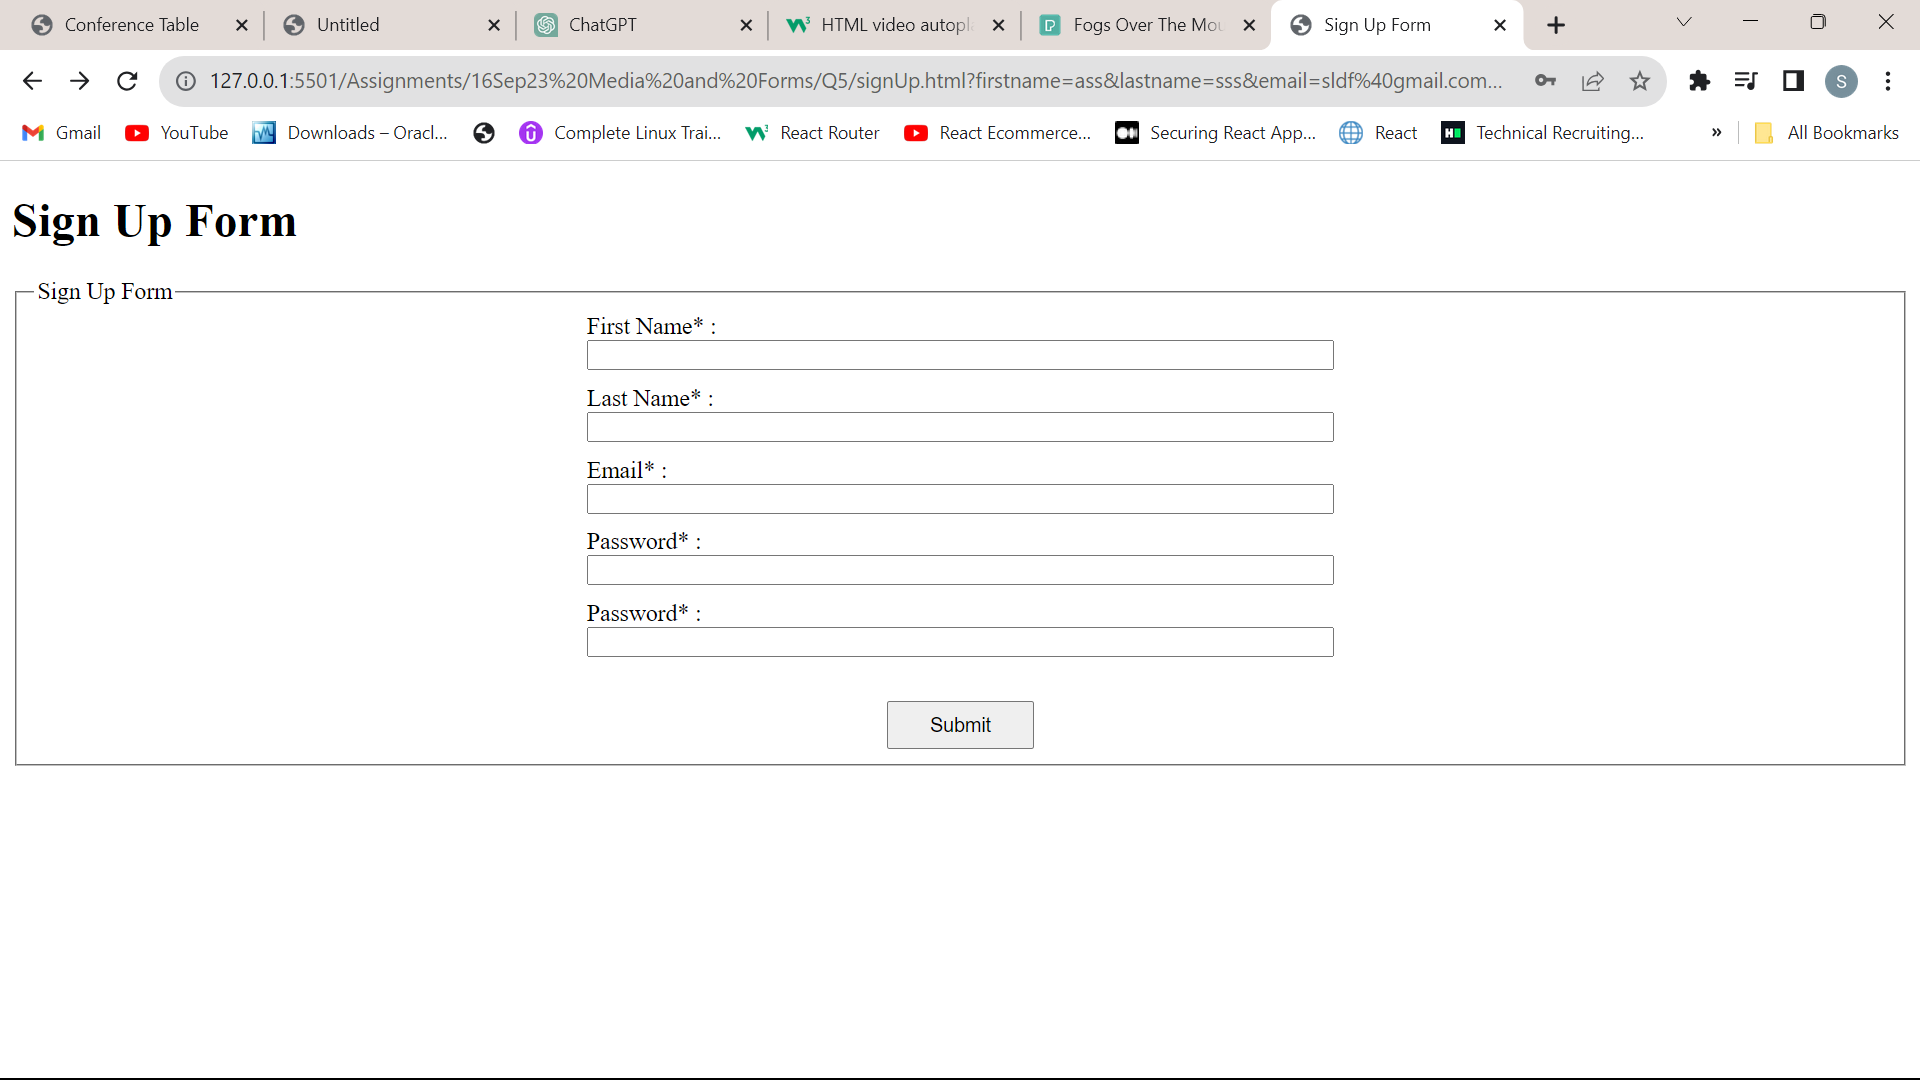 Conference Table
Untitled
ChatGPT
HTML video autopl
Fogs Over The Mou
Sign Up Form
127.0.0.1:5501/Assignments/16Sep23%20Media%20and%20Forms/Q5/signUp.html?firstname=ass&lastname=sss&email=sldf%40gmail.com...
S
Gmail
YouTube
Downloads – Oracl...
Complete Linux Trai...
React Router
React Ecommerce...
Securing React App...
React
Technical Recruiting...
»
All Bookmarks
Sign Up Form
Sign Up Form
First Name* :
Last Name* :
Email* :
Password* :
Password* :
Submit